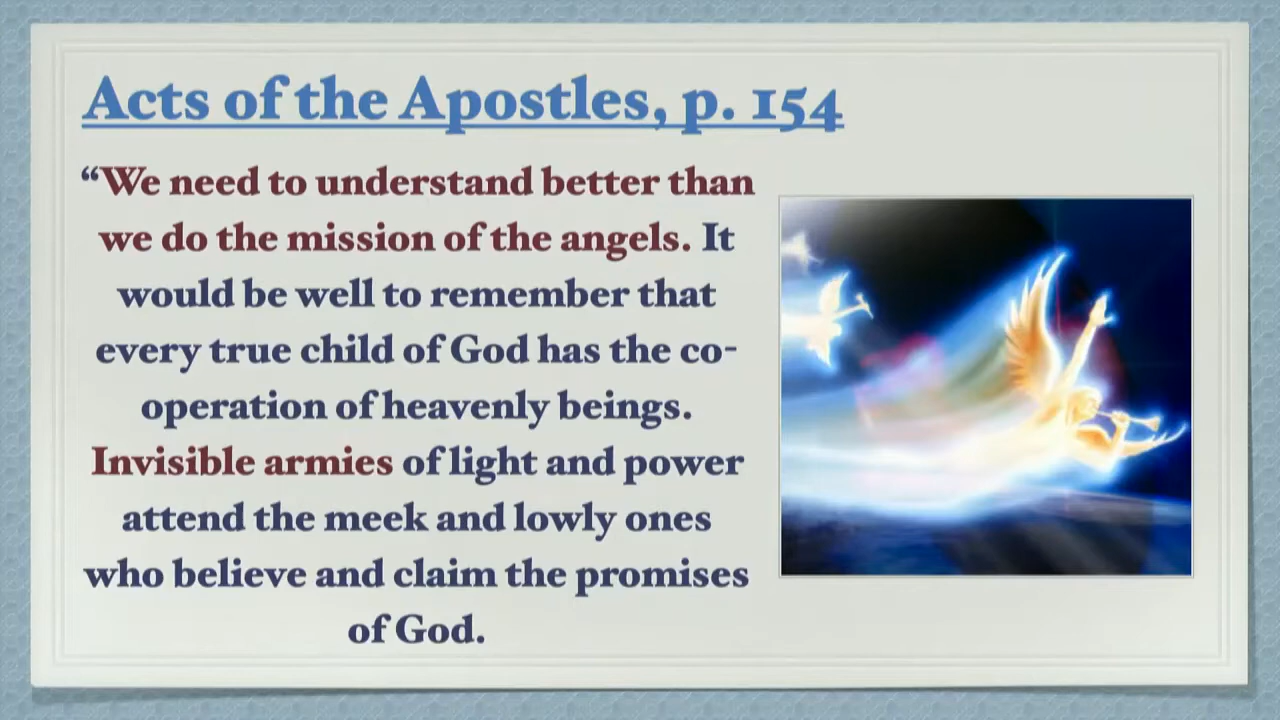 Acts of the Apostles, p. 154
“We need to understand better than
we do the mission of the angels. It
would be well to remember that
every true child of God has the co-
operation of heavenly beings.
Invisible armies of light and power
attend the meek and lowly ones
who believe and claim the promises
of God.